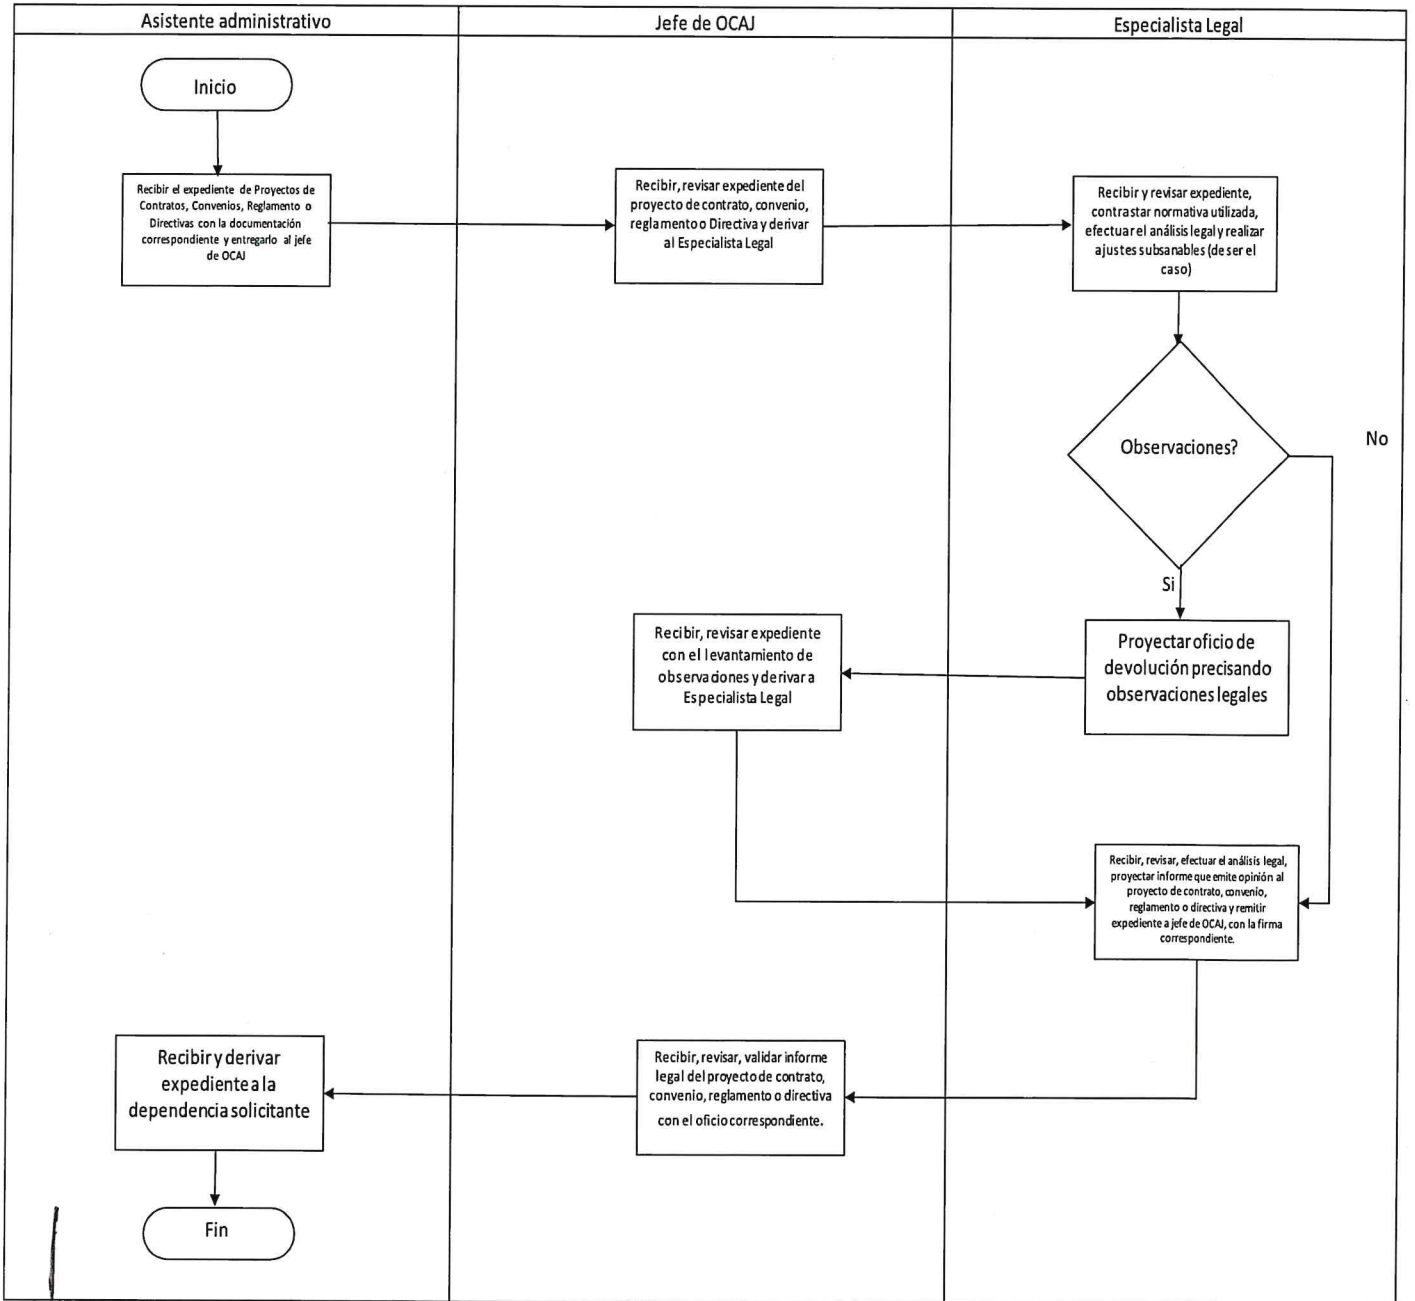 Asistente administrativo
Jefe de OCAJ
Especialista Legal
Inicio
Recibir el expediente de Proyectos de
Contratos, Convenios, Reglamento o
Directivas con la documentación
correspondiente y entregarlo al jefe
de OCAJ
Recibir, revisar expediente del
proyecto de contrato, convenio,
reglamento o Directiva y derivar
al Especialista Legal
Recibir y revisar expediente,
contrastar normativa utilizada,
efectuar el análisis legal y realizar
ajustes subsanables (de ser el
caso)
Observaciones?
No
Si
Proyectar oficio de
devolución precisando
observaciones legales
Recibir, revisar expediente
con el levantamiento de
observaciones y derivar a
Especialista Legal
Recibir, revisar, efectuar el análisis legal,
proyectar informe que emite opinión al
proyecto de contrato, convenio,
reglamento o directiva y remitir
expediente a jefe de OCAJ, con la firma
correspondiente.
Recibir, revisar, validar informe
legal del proyecto de contrato,
convenio, reglamento o directiva
con el oficio correspondiente.
Recibir y derivar
expediente a la
dependencia solicitante
Fin